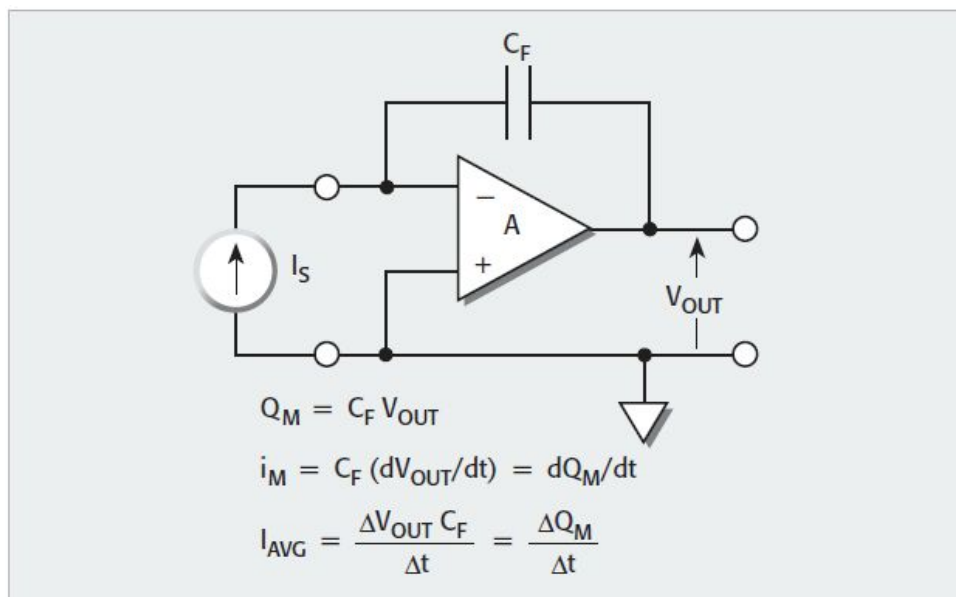 C_F
−
A
+
I_S
V_OUT
Q_M = C_F V_OUT
i_M = C_F (dV_OUT/dt) = dQ_M/dt
I_AVG = ΔV_OUT C_F / Δt = ΔQ_M / Δt